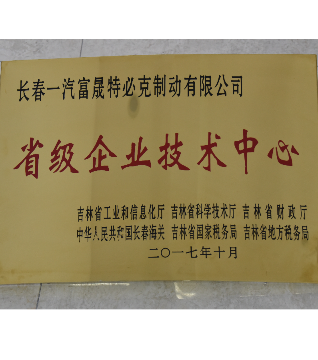 长春一汽富晟特必克制动有限公司
省级企业技术中心
吉林省工业和信息化厅 吉林省科学技术厅 吉林省财政厅
中华人民共和国长春海关 吉林省国家税务局 吉林省地方税务局
二〇一七年十月